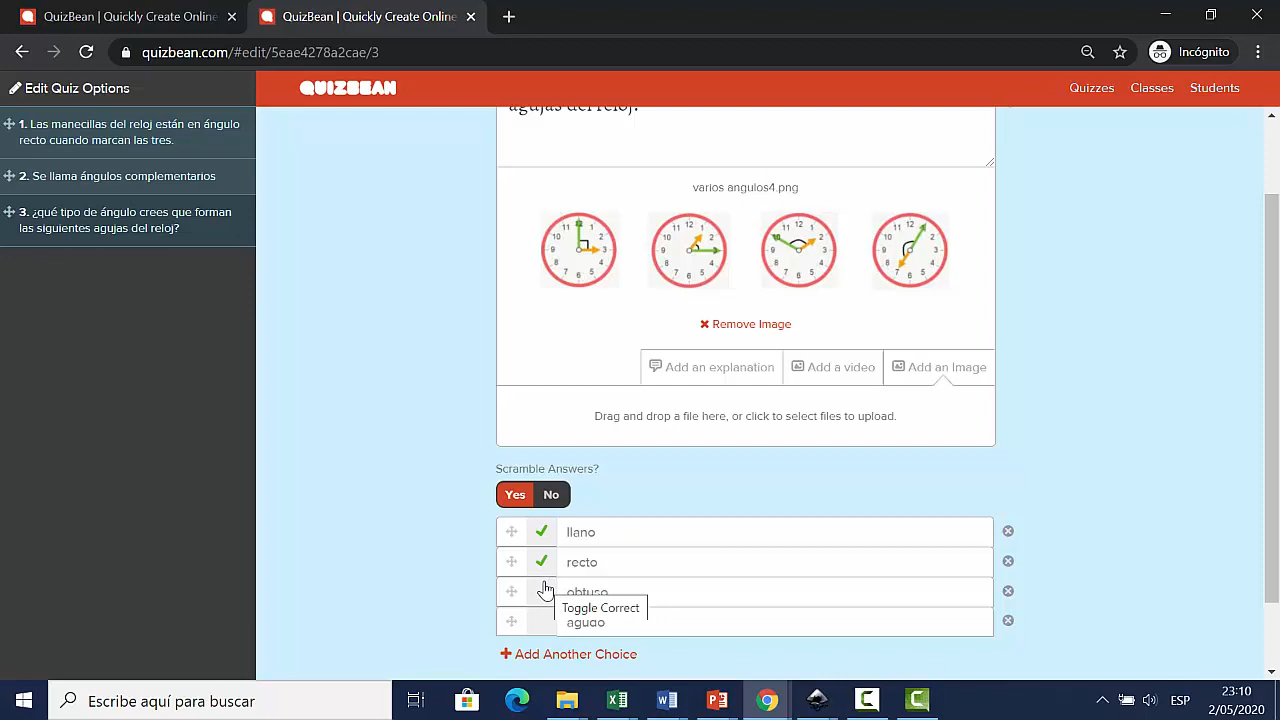 QuizBean | Quickly Create Online
QuizBean | Quickly Create Online
quizbean.com/#edit/5eae4278a2cae/3
Incógnito
Edit Quiz Options
QUIZBEAN
Quizzes
Classes
Students
1. Las manecillas del reloj están en ángulo
recto cuando marcan las tres.
2. Se llama ángulos complementarios
3. ¿qué tipo de ángulo crees que forman
las siguientes agujas del reloj?
agujas del reloj?
varios angulos4.png
Remove Image
Add an explanation
Add a video
Add an Image
Drag and drop a file here, or click to select files to upload.
Scramble Answers?
Yes
No
llano
recto
obtuso
Toggle Correct
agudo
Add Another Choice
Escribe aquí para buscar
ESP
23:10
2/05/2020